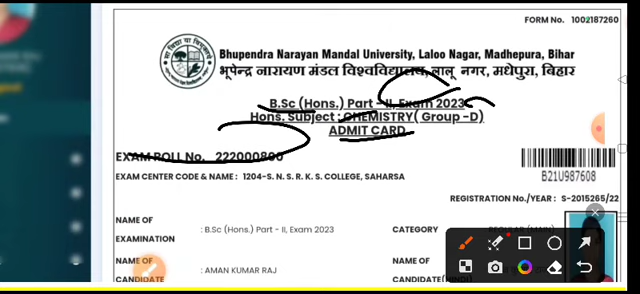 FORM No. 1002187260
Bhupendra Narayan Mandal University, Laloo Nagar, Madhepura, Bihar
भूपेन्द्र नारायण मंडल विश्वविद्यालय, लालू नगर, मधेपुरा, बिहार
B.Sc (Hons.) Part - II, Exam 2023
Hons. Subject : CHEMISTRY( Group -D)
ADMIT CARD
EXAM ROLL No. 222000800
B21U987608
EXAM CENTER CODE & NAME : 1204-S. N. S. R. K. S. COLLEGE, SAHARSA
REGISTRATION No./YEAR : S-2015265/22
NAME OF EXAMINATION : B.Sc (Hons.) Part - II, Exam 2023
CATEGORY
NAME OF CANDIDATE : AMAN KUMAR RAJ
NAME OF CANDIDATE(HINDI)